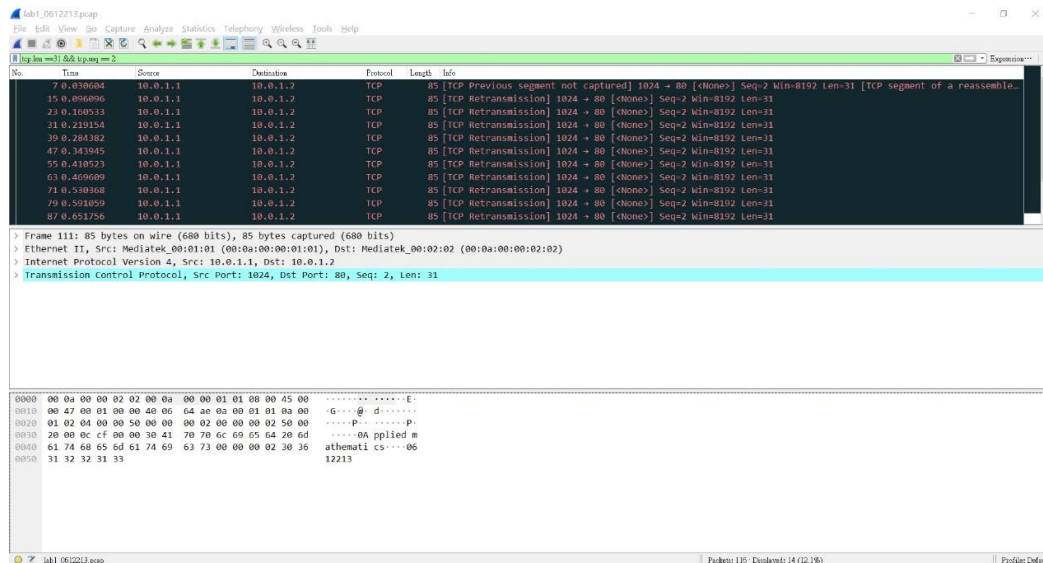 lab1_0612213.pcap
File Edit View Go Capture Analyze Statistics Telephony Wireless Tools Help
tcp.len ==31 && tcp.seq == 2
Expression…
No. Time Source Destination Protocol Length Info
7 0.030604 10.0.1.1 10.0.1.2 TCP 85 [TCP Previous segment not captured] 1024 → 80 [<None>] Seq=2 Win=8192 Len=31 [TCP segment of a reassemble…
15 0.096096 10.0.1.1 10.0.1.2 TCP 85 [TCP Retransmission] 1024 → 80 [<None>] Seq=2 Win=8192 Len=31
23 0.160533 10.0.1.1 10.0.1.2 TCP 85 [TCP Retransmission] 1024 → 80 [<None>] Seq=2 Win=8192 Len=31
31 0.219154 10.0.1.1 10.0.1.2 TCP 85 [TCP Retransmission] 1024 → 80 [<None>] Seq=2 Win=8192 Len=31
39 0.284382 10.0.1.1 10.0.1.2 TCP 85 [TCP Retransmission] 1024 → 80 [<None>] Seq=2 Win=8192 Len=31
47 0.343945 10.0.1.1 10.0.1.2 TCP 85 [TCP Retransmission] 1024 → 80 [<None>] Seq=2 Win=8192 Len=31
55 0.410523 10.0.1.1 10.0.1.2 TCP 85 [TCP Retransmission] 1024 → 80 [<None>] Seq=2 Win=8192 Len=31
63 0.469609 10.0.1.1 10.0.1.2 TCP 85 [TCP Retransmission] 1024 → 80 [<None>] Seq=2 Win=8192 Len=31
71 0.530368 10.0.1.1 10.0.1.2 TCP 85 [TCP Retransmission] 1024 → 80 [<None>] Seq=2 Win=8192 Len=31
79 0.591059 10.0.1.1 10.0.1.2 TCP 85 [TCP Retransmission] 1024 → 80 [<None>] Seq=2 Win=8192 Len=31
87 0.651756 10.0.1.1 10.0.1.2 TCP 85 [TCP Retransmission] 1024 → 80 [<None>] Seq=2 Win=8192 Len=31
> Frame 111: 85 bytes on wire (680 bits), 85 bytes captured (680 bits)
> Ethernet II, Src: Mediatek_00:01:01 (00:0a:00:00:01:01), Dst: Mediatek_00:02:02 (00:0a:00:00:02:02)
> Internet Protocol Version 4, Src: 10.0.1.1, Dst: 10.0.1.2
> Transmission Control Protocol, Src Port: 1024, Dst Port: 80, Seq: 2, Len: 31
0000 00 0a 00 00 02 02 00 0a 00 00 01 01 08 00 45 00 ········ ······E·
0010 00 47 00 01 00 00 40 06 64 ae 0a 00 01 01 0a 00 ·G····@· d·······
0020 01 02 04 00 00 50 00 00 00 02 00 00 00 02 50 00 ·····P·· ······P·
0030 20 00 0c cf 00 00 30 41 70 70 6c 69 65 64 20 6d ·····0A pplied m
0040 61 74 68 65 6d 61 74 69 63 73 00 00 00 02 30 36 athemati cs····06
0050 31 32 32 31 33 12213
lab1_0612213.pcap
Packets: 115 · Displayed: 14 (12.1%)
Profile: Defa